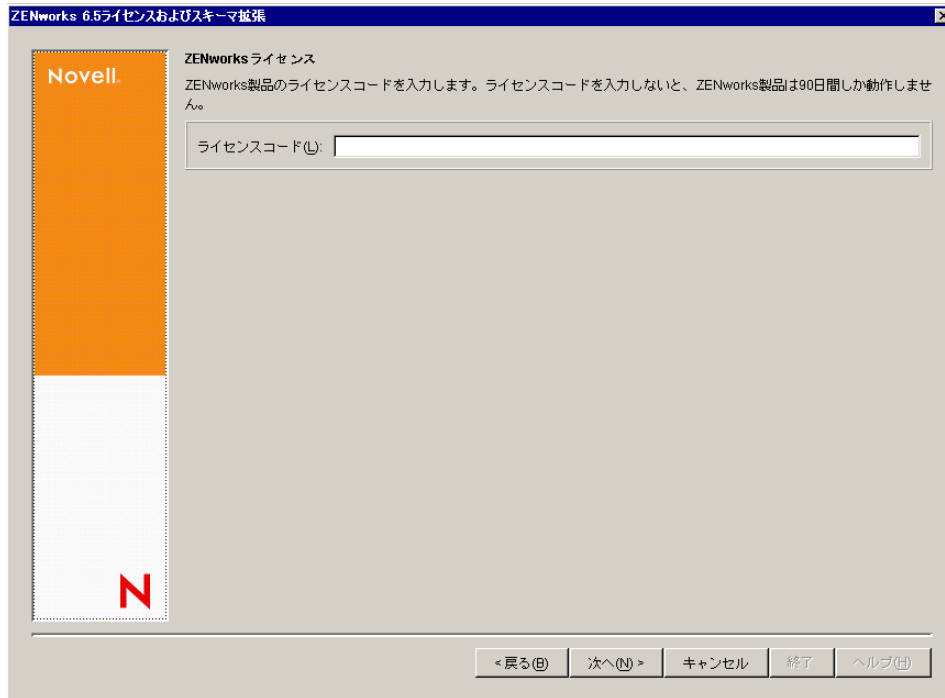 ZENworks 6.5ライセンスおよびスキーマ拡張
Novell.
ZENworksライセンス
ZENworks製品のライセンスコードを入力します。ライセンスコードを入力しないと、ZENworks製品は90日間しか動作しませ
ん。
ライセンスコード(L):
N
<戻る(B)
次へ(N) >
キャンセル
終了
ヘルプ(H)